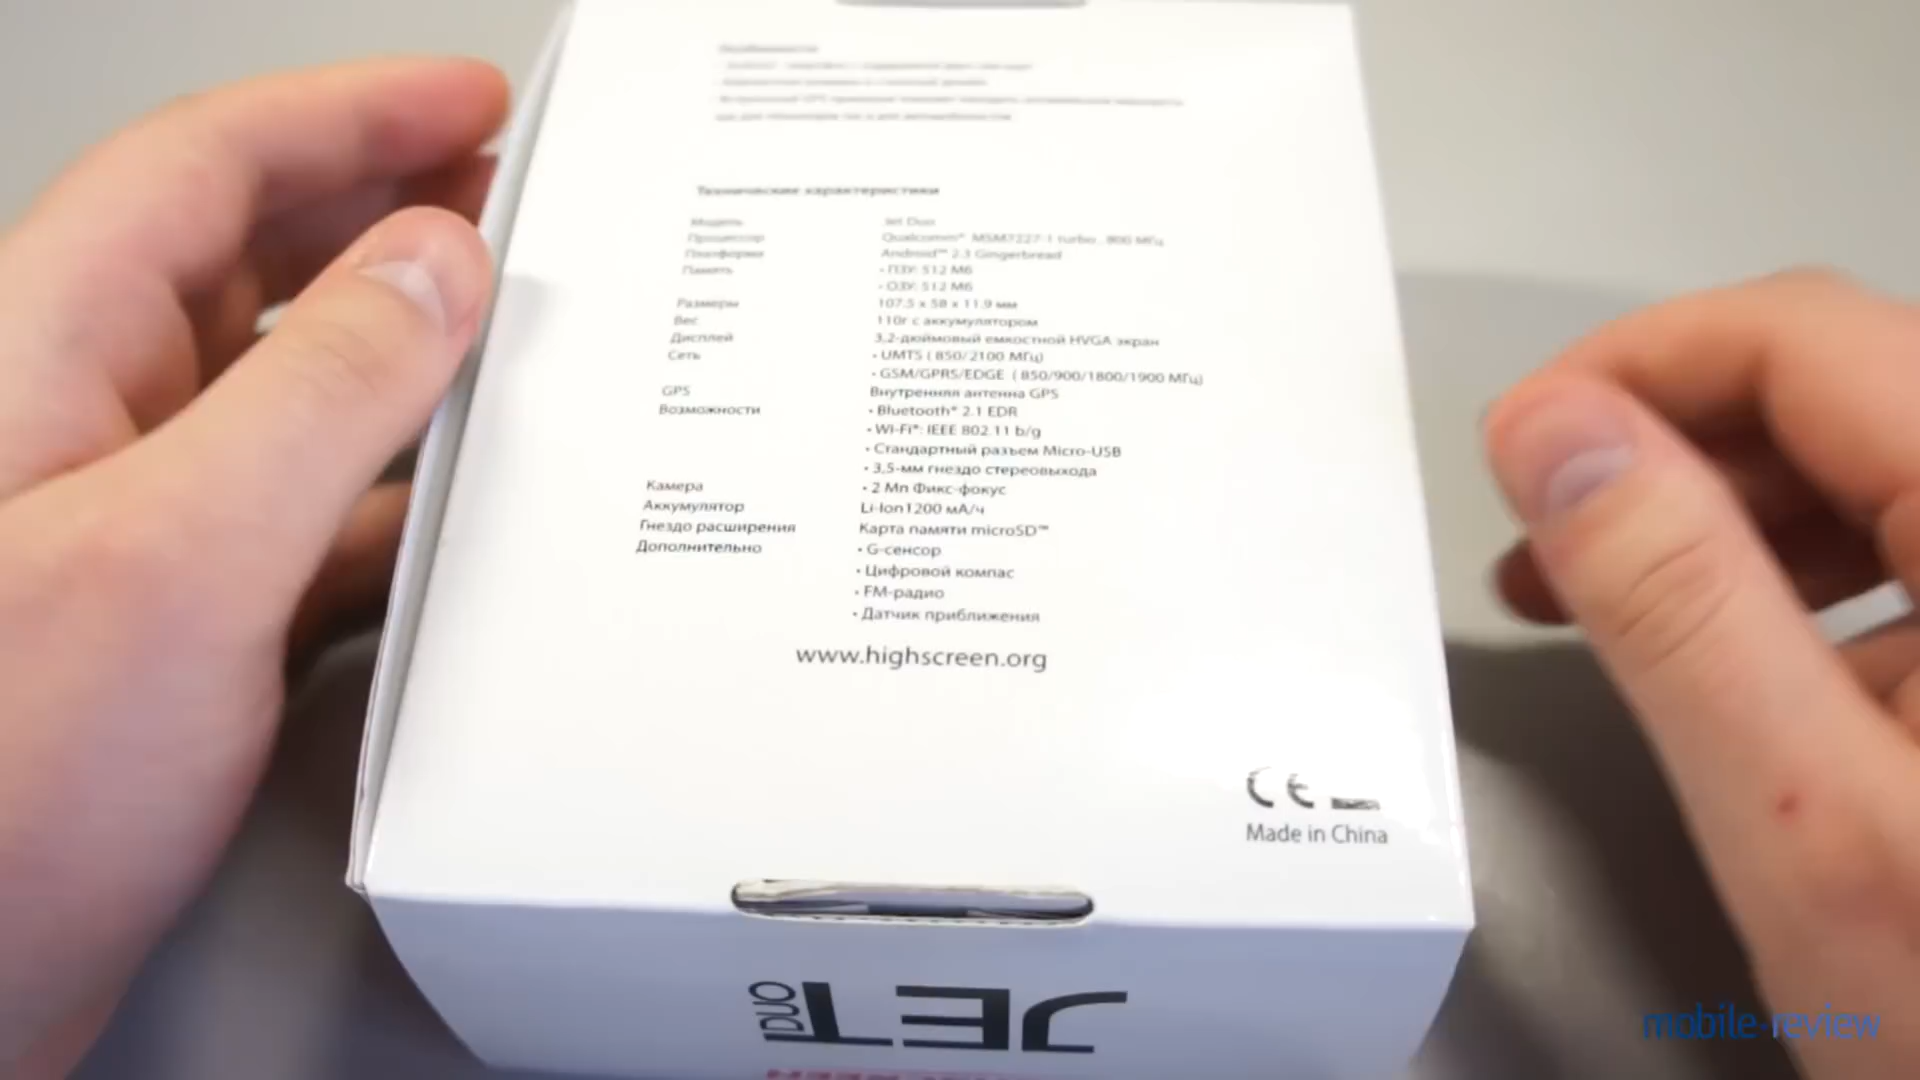 Особенности
Технические характеристики
Модель Jet Duo
Процессор Qualcomm® MSM7227-1 turbo, 800 МГц
Платформа Android™ 2.3 Gingerbread
Память • ПЗУ: 512 Мб
• ОЗУ: 512 Мб
Размеры 107.5 x 58 x 11.9 мм
Вес 110г с аккумулятором
Дисплей 3,2-дюймовый емкостной HVGA экран
Сеть • UMTS ( 850/2100 МГц)
• GSM/GPRS/EDGE ( 850/900/1800/1900 МГц)
GPS Внутренняя антенна GPS
Возможности • Bluetooth® 2.1 EDR
• Wi-Fi®: IEEE 802.11 b/g
• Стандартный разъем Micro-USB
• 3,5-мм гнездо стереовыхода
Камера • 2 Мп Фикс-фокус
Аккумулятор Li-Ion1200 мА/ч
Гнездо расширения Карта памяти microSD™
Дополнительно • G-сенсор
• Цифровой компас
• FM-радио
• Датчик приближения
www.highscreen.org
CE
Made in China
JET DUO
mobile-review